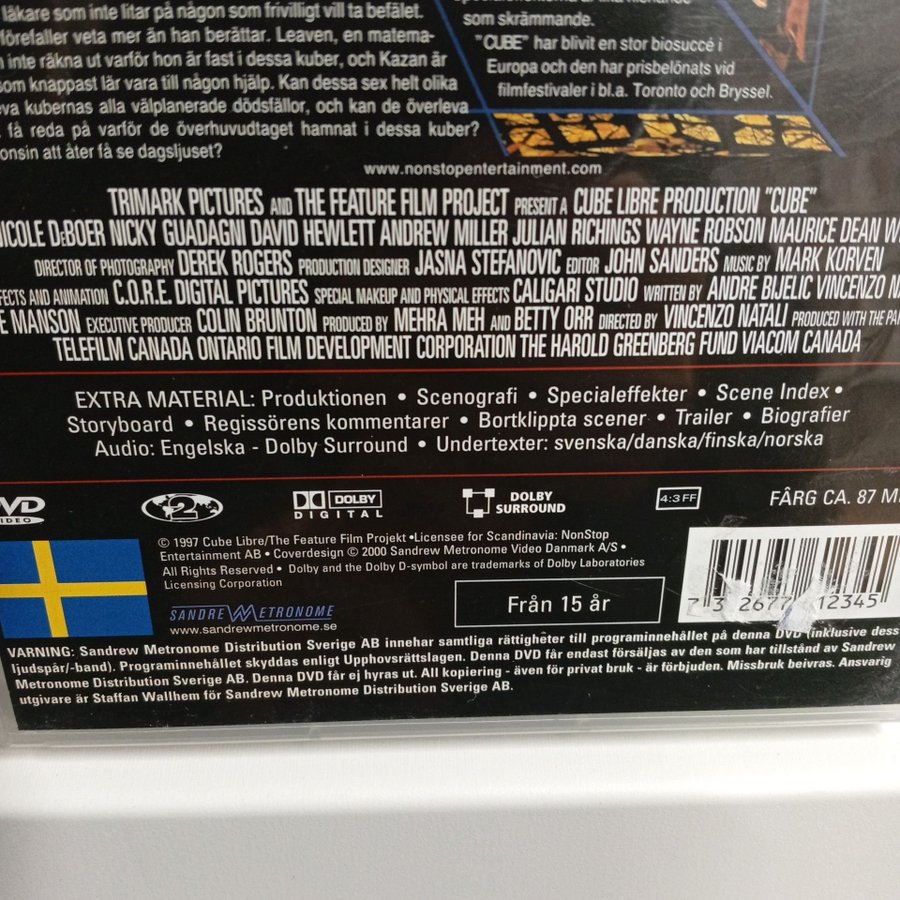 läkare som inte litar på någon som frivilligt vill ta befälet.
förefaller veta mer än han berättar. Leaven, en matema-
inte räkna ut varför hon är fast i dessa kuber, och Kazan är
som knappast lär vara till någon hjälp. Kan dessa sex helt olika
kubernas alla välplanerade dödsfällor, och kan de överleva
få reda på varför de överhuvudtaget hamnat i dessa kuber?
att åter få se dagsljuset?
som skrämmande.
"CUBE" har blivit en stor biosuccé i
Europa och den har prisbelönats vid
filmfestivaler i bl.a. Toronto och Bryssel.
www.nonstopentertainment.com
TRIMARK PICTURES AND THE FEATURE FILM PROJECT PRESENT A CUBE LIBRE PRODUCTION "CUBE"
NICOLE DeBOER NICKY GUADAGNI DAVID HEWLETT ANDREW MILLER JULIAN RICHINGS WAYNE ROBSON MAURICE DEAN W
DIRECTOR OF PHOTOGRAPHY DEREK ROGERS PRODUCTION DESIGNER JASNA STEFANOVIC EDITOR JOHN SANDERS MUSIC BY MARK KORVEN
FECTS AND ANIMATION C.O.R.E. DIGITAL PICTURES SPECIAL MAKEUP AND PHYSICAL EFFECTS CALIGARI STUDIO WRITTEN BY ANDRE BIJELIC VINCENZO N
E MANSON EXECUTIVE PRODUCER COLIN BRUNTON PRODUCED BY MEHRA MEH AND BETTY ORR DIRECTED BY VINCENZO NATALI PRODUCED WITH THE PAR
TELEFILM CANADA ONTARIO FILM DEVELOPMENT CORPORATION THE HAROLD GREENBERG FUND VIACOM CANADA
EXTRA MATERIAL: Produktionen • Scenografi • Specialeffekter • Scene Index •
Storyboard • Regissörens kommentarer • Bortklippta scener • Trailer • Biografier
Audio: Engelska - Dolby Surround • Undertexter: svenska/danska/finska/norska
DVD VIDEO
2
DOLBY DIGITAL
DOLBY SURROUND
4:3 FF
FÄRG CA. 87 MI
© 1997 Cube Libre/The Feature Film Projekt •Licensee for Scandinavia: NonStop
Entertainment AB • Coverdesign © 2000 Sandrew Metronome Video Danmark A/S •
All Rights Reserved • Dolby and the Dolby D-symbol are trademarks of Dolby Laboratories
Licensing Corporation
SANDREW METRONOME
www.sandrewmetronome.se
Från 15 år
7 32677 12345
VARNING: Sandrew Metronome Distribution Sverige AB innehar samtliga rättigheter till programinnehållet på denna DVD (inklusive dess
ljudspår/-band). Programinnehållet skyddas enligt Upphovsrättslagen. Denna DVD får endast försäljas av den som har tillstånd av Sandrew
Metronome Distribution Sverige AB. Denna DVD får ej hyras ut. All kopiering - även för privat bruk - är förbjuden. Missbruk beivras. Ansvarig
utgivare är Staffan Wallhem för Sandrew Metronome Distribution Sverige AB.